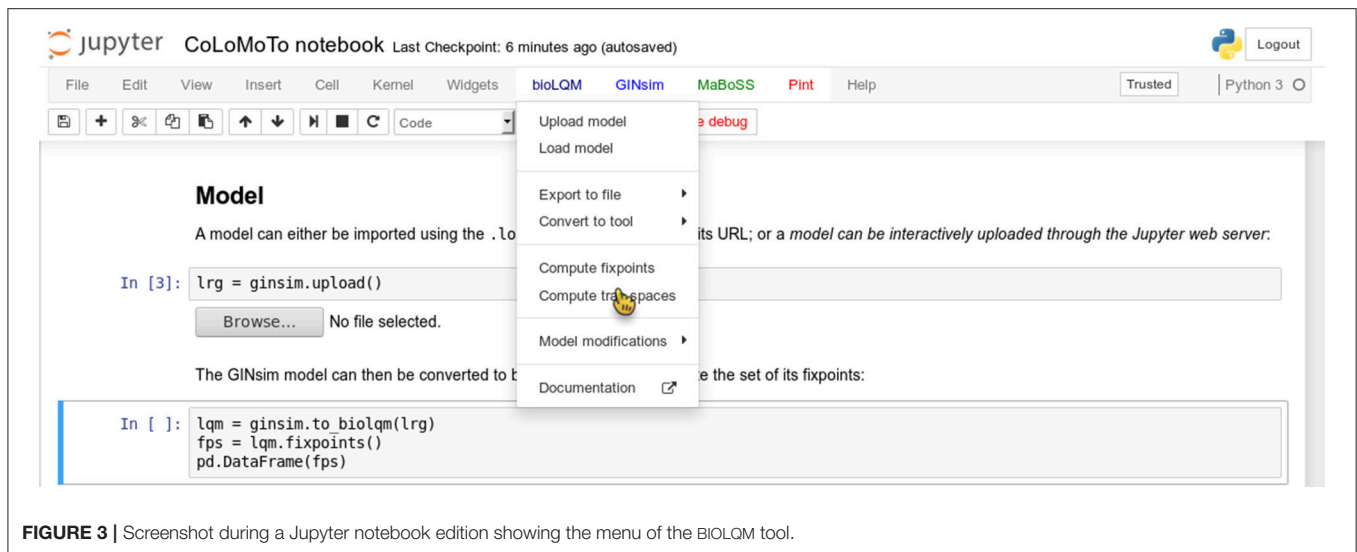 jupyter CoLoMoTo notebook Last Checkpoint: 6 minutes ago (autosaved) Logout
File Edit View Insert Cell Kernel Widgets bioLQM GINsim MaBoSS Pint Help Trusted Python 3
Code e debug
Upload model
Load model
Export to file
Convert to tool
Compute fixpoints
Compute spaces
Model modifications
Documentation
Model
A model can either be imported using the .lo its URL; or a model can be interactively uploaded through the Jupyter web server:
In [3]: lrg = ginsim.upload()
Browse... No file selected.
The GINsim model can then be converted to e the set of its fixpoints:
In [ ]: lqm = ginsim.to_biolqm(lrg)
fps = lqm.fixpoints()
pd.DataFrame(fps)
FIGURE 3 | Screenshot during a Jupyter notebook edition showing the menu of the BIOLQM tool.